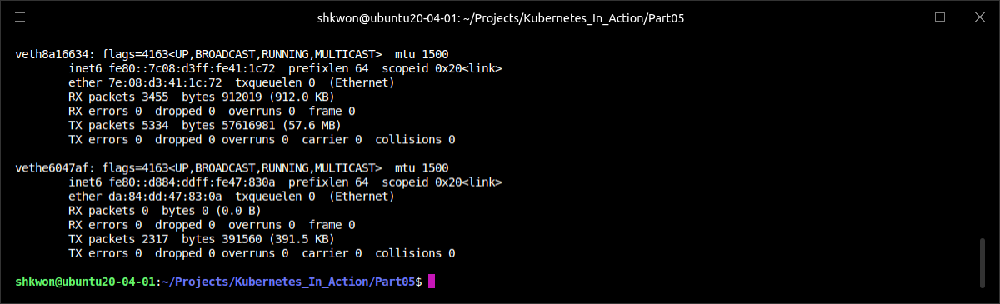 shkwon@ubuntu20-04-01: ~/Projects/Kubernetes_In_Action/Part05
veth8a16634: flags=4163<UP,BROADCAST,RUNNING,MULTICAST>  mtu 1500
        inet6 fe80::7c08:d3ff:fe41:1c72  prefixlen 64  scopeid 0x20<link>
        ether 7e:08:d3:41:1c:72  txqueuelen 0  (Ethernet)
        RX packets 3455  bytes 912019 (912.0 KB)
        RX errors 0  dropped 0  overruns 0  frame 0
        TX packets 5334  bytes 57616981 (57.6 MB)
        TX errors 0  dropped 0 overruns 0  carrier 0  collisions 0
vethe6047af: flags=4163<UP,BROADCAST,RUNNING,MULTICAST>  mtu 1500
        inet6 fe80::d884:ddff:fe47:830a  prefixlen 64  scopeid 0x20<link>
        ether da:84:dd:47:83:0a  txqueuelen 0  (Ethernet)
        RX packets 0  bytes 0 (0.0 B)
        RX errors 0  dropped 0  overruns 0  frame 0
        TX packets 2317  bytes 391560 (391.5 KB)
        TX errors 0  dropped 0 overruns 0  carrier 0  collisions 0
shkwon@ubuntu20-04-01:~/Projects/Kubernetes_In_Action/Part05$